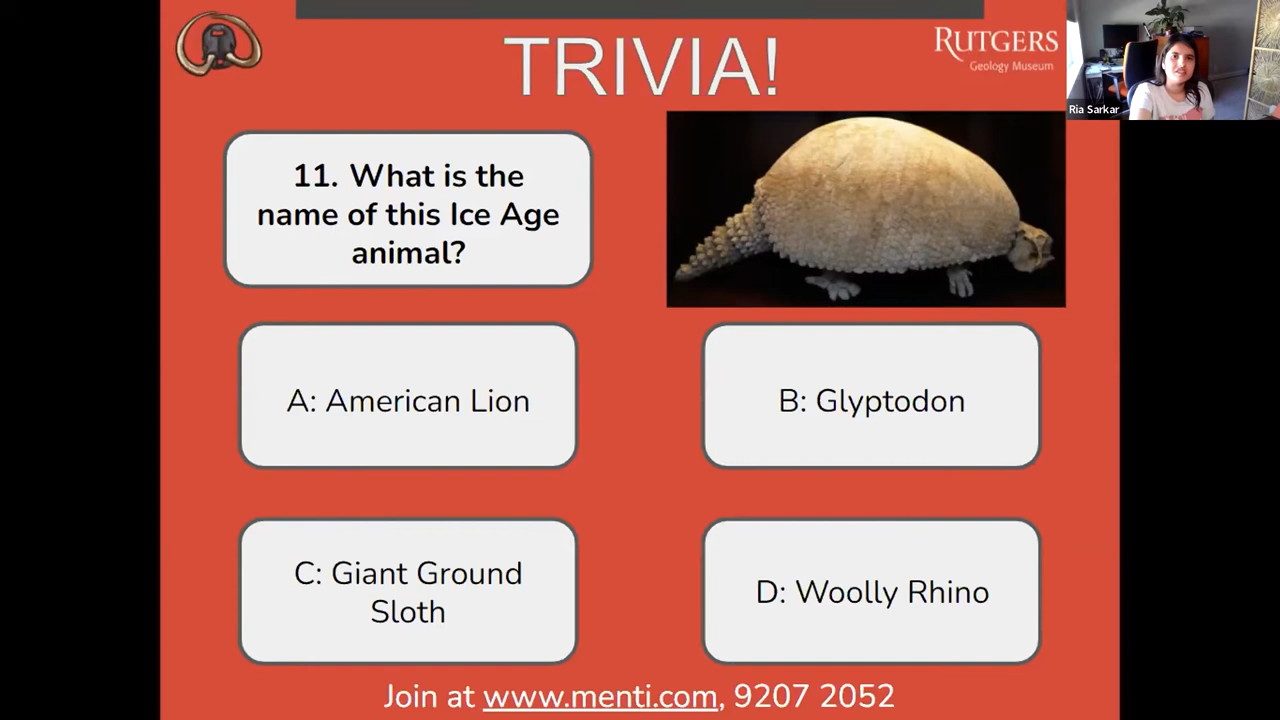 TRIVIA!
RUTGERS
Geology Museum
Ria Sarkar
11. What is the
name of this Ice Age
animal?
A: American Lion
B: Glyptodon
C: Giant Ground
Sloth
D: Woolly Rhino
Join at www.menti.com, 9207 2052